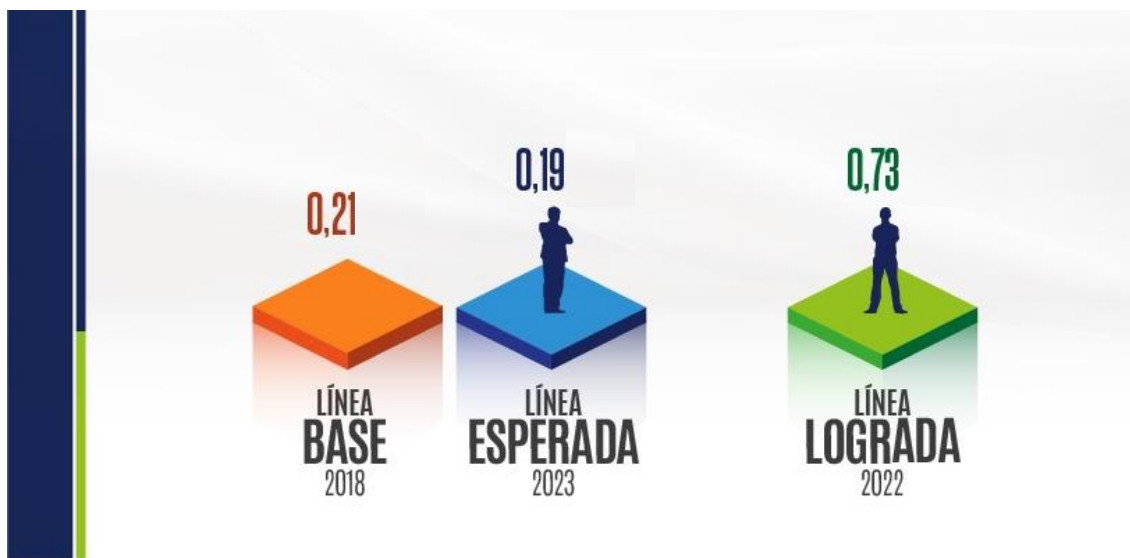 0,21
LÍNEA
BASE
2018
0,19
LÍNEA
ESPERADA
2023
0,73
LÍNEA
LOGRADA
2022